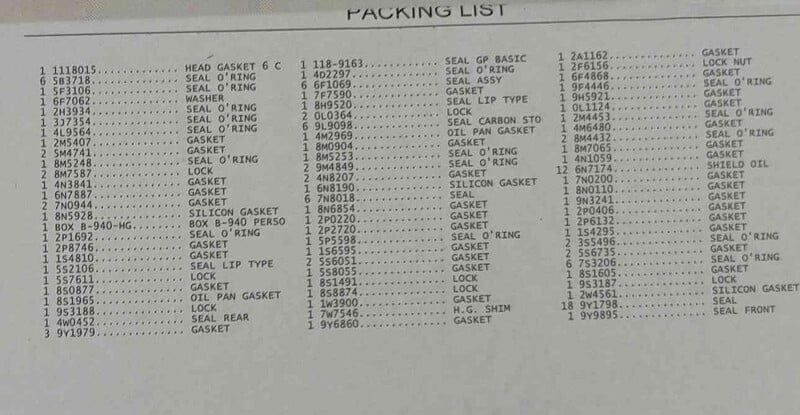 PACKING LIST
1 1118015............ HEAD GASKET 6 C
6 5B3718............. SEAL O'RING
1 5F3106............. SEAL O'RING
1 6F7062............. WASHER
1 2H3934............. SEAL O'RING
1 3J7354............. SEAL O'RING
1 4L9564............. SEAL O'RING
2 2M5407............. GASKET
2 5M4741............. GASKET
1 8M5248............. SEAL O'RING
2 8M7587............. LOCK
1 4N3841............. GASKET
1 6N7887............. GASKET
2 7N0944............. GASKET
1 8N5928............. SILICON GASKET
1 BOX B-940-HG....... BOX B-940 PERSO
1 2P1692............. SEAL O'RING
1 2P8746............. GASKET
1 1S4810............. GASKET
1 5S2106............. SEAL LIP TYPE
1 5S7611............. LOCK
1 8S0877............. GASKET
1 8S1965............. OIL PAN GASKET
1 9S3188............. LOCK
1 4W0452............. SEAL REAR
3 9Y1979............. GASKET
1 118-9163........... SEAL GP BASIC
1 4D2297............. SEAL O'RING
6 6F1069............. SEAL ASSY
1 7F7590............. GASKET
1 8H9520............. SEAL LIP TYPE
2 0L0364............. LOCK
6 9L9098............. SEAL CARBON STO
1 4M2969............. OIL PAN GASKET
1 8M0904............. GASKET
1 8M5253............. SEAL O'RING
2 9M4849............. SEAL O'RING
2 4N8207............. GASKET
1 6N8190............. SILICON GASKET
6 7N8018............. SEAL
1 8N6854............. GASKET
1 2P0220............. GASKET
1 2P2720............. GASKET
1 5P5598............. SEAL O'RING
1 1S6595............. GASKET
2 5S6051............. GASKET
1 5S8055............. GASKET
1 8S1491............. LOCK
1 8S8874............. LOCK
1 1W3900............. GASKET
1 7W7546............. H.G. SHIM
1 9Y6860............. GASKET
1 2A1162............. GASKET
1 2F6156............. LOCK NUT
1 6F4868............. GASKET
1 9F4446............. SEAL O'RING
1 9H5921............. GASKET
1 0L1124............. GASKET
1 2M4453............. SEAL O'RING
1 4M6480............. GASKET
2 8M4432............. SEAL O'RING
1 8M7065............. GASKET
1 4N1059............. GASKET
12 6N7174............. SHIELD OIL
1 7N0200............. GASKET
1 8N0110............. GASKET
1 9N3241............. GASKET
1 2P0406............. GASKET
1 2P6132............. GASKET
1 1S4295............. GASKET
2 3S5496............. SEAL O'RING
2 5S6735............. GASKET
6 7S3206............. SEAL O'RING
1 8S1605............. GASKET
1 9S3187............. LOCK
1 2W4561............. SILICON GASKET
18 9Y1798............. SEAL
1 9Y9895............. SEAL FRONT